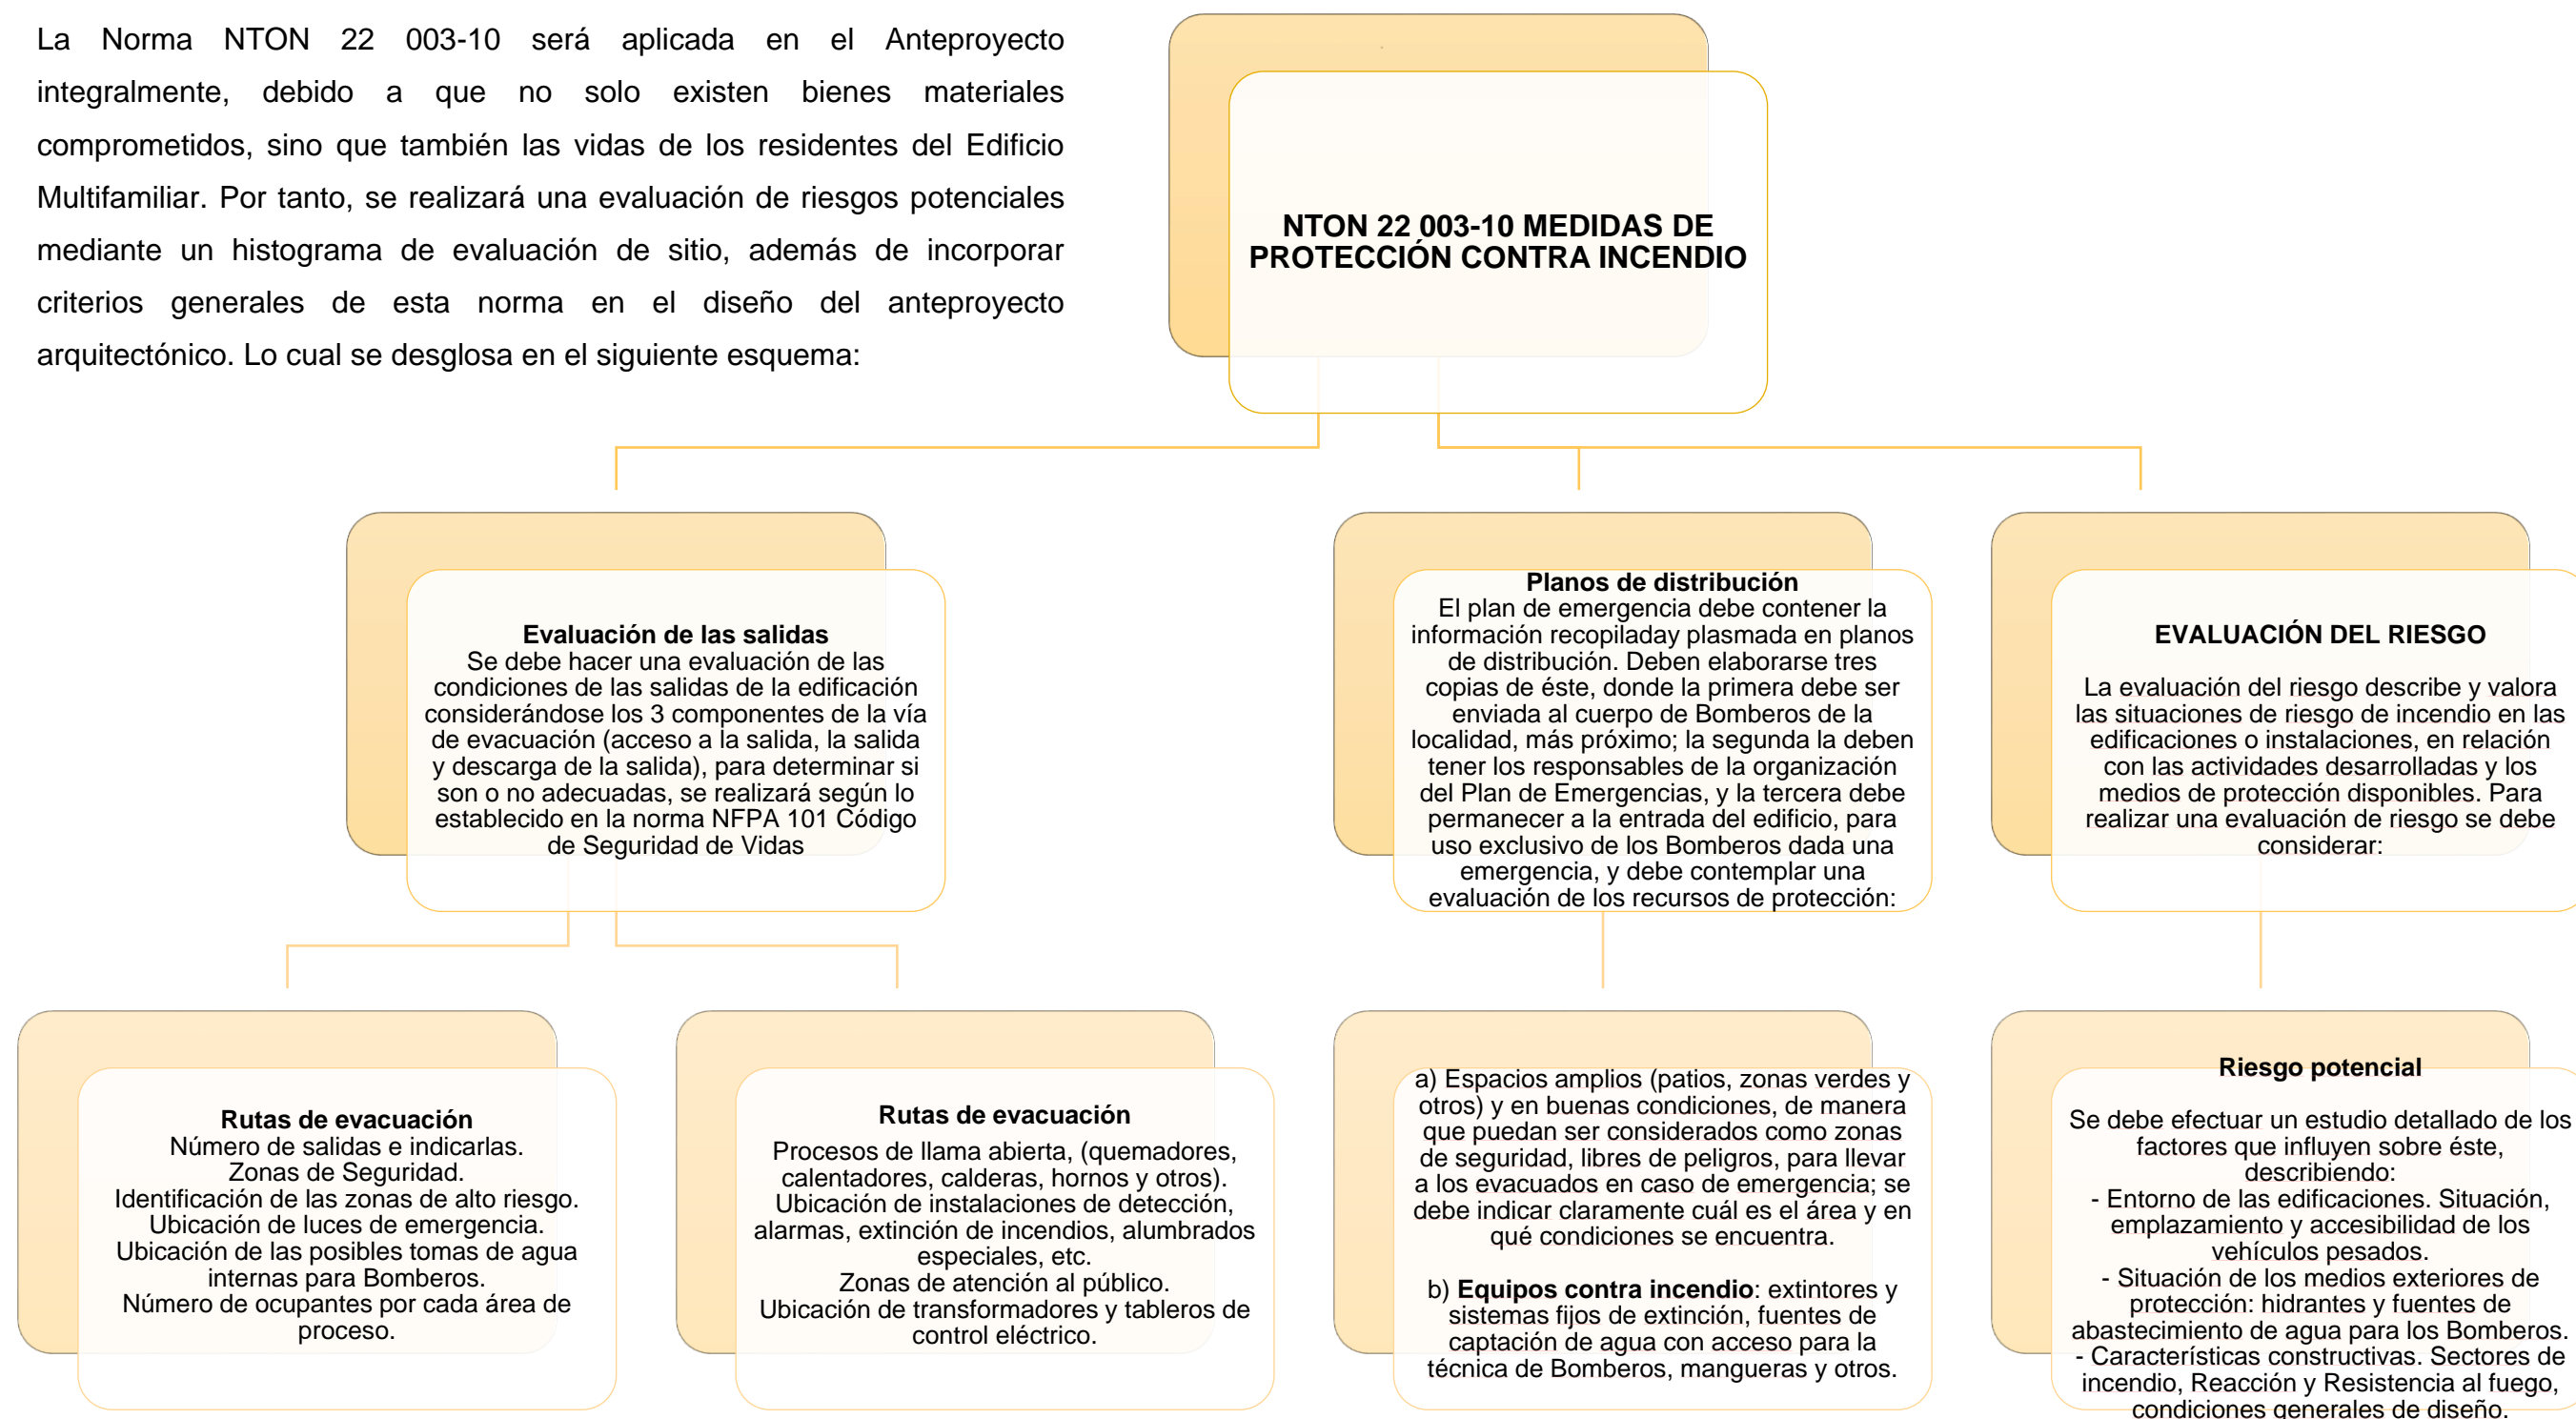 La Norma NTON 22 003-10 será aplicada en el Anteproyecto
integralmente, debido a que no solo existen bienes materiales
comprometidos, sino que también las vidas de los residentes del Edificio
Multifamiliar. Por tanto, se realizará una evaluación de riesgos potenciales
mediante un histograma de evaluación de sitio, además de incorporar
criterios generales de esta norma en el diseño del anteproyecto
arquitectónico. Lo cual se desglosa en el siguiente esquema:
NTON 22 003-10 MEDIDAS DE
PROTECCIÓN CONTRA INCENDIO
Evaluación de las salidas
Se debe hacer una evaluación de las
condiciones de las salidas de la edificación
considerándose los 3 componentes de la vía
de evacuación (acceso a la salida, la salida
y descarga de la salida), para determinar si
son o no adecuadas, se realizará según lo
establecido en la norma NFPA 101 Código
de Seguridad de Vidas
Planos de distribución
El plan de emergencia debe contener la
información recopiladay plasmada en planos
de distribución. Deben elaborarse tres
copias de éste, donde la primera debe ser
enviada al cuerpo de Bomberos de la
localidad, más próximo; la segunda la deben
tener los responsables de la organización
del Plan de Emergencias, y la tercera debe
permanecer a la entrada del edificio, para
uso exclusivo de los Bomberos dada una
emergencia, y debe contemplar una
evaluación de los recursos de protección:
EVALUACIÓN DEL RIESGO
La evaluación del riesgo describe y valora
las situaciones de riesgo de incendio en las
edificaciones o instalaciones, en relación
con las actividades desarrolladas y los
medios de protección disponibles. Para
realizar una evaluación de riesgo se debe
considerar:
Rutas de evacuación
Número de salidas e indicarlas.
Zonas de Seguridad.
Identificación de las zonas de alto riesgo.
Ubicación de luces de emergencia.
Ubicación de las posibles tomas de agua
internas para Bomberos.
Número de ocupantes por cada área de
proceso.
Rutas de evacuación
Procesos de llama abierta, (quemadores,
calentadores, calderas, hornos y otros).
Ubicación de instalaciones de detección,
alarmas, extinción de incendios, alumbrados
especiales, etc.
Zonas de atención al público.
Ubicación de transformadores y tableros de
control eléctrico.
a) Espacios amplios (patios, zonas verdes y
otros) y en buenas condiciones, de manera
que puedan ser considerados como zonas
de seguridad, libres de peligros, para llevar
a los evacuados en caso de emergencia; se
debe indicar claramente cuál es el área y en
qué condiciones se encuentra.
b) Equipos contra incendio: extintores y
sistemas fijos de extinción, fuentes de
captación de agua con acceso para la
técnica de Bomberos, mangueras y otros.
Riesgo potencial
Se debe efectuar un estudio detallado de los
factores que influyen sobre éste,
describiendo:
- Entorno de las edificaciones. Situación,
emplazamiento y accesibilidad de los
vehículos pesados.
- Situación de los medios exteriores de
protección: hidrantes y fuentes de
abastecimiento de agua para los Bomberos.
- Características constructivas. Sectores de
incendio, Reacción y Resistencia al fuego,
condiciones generales de diseño.